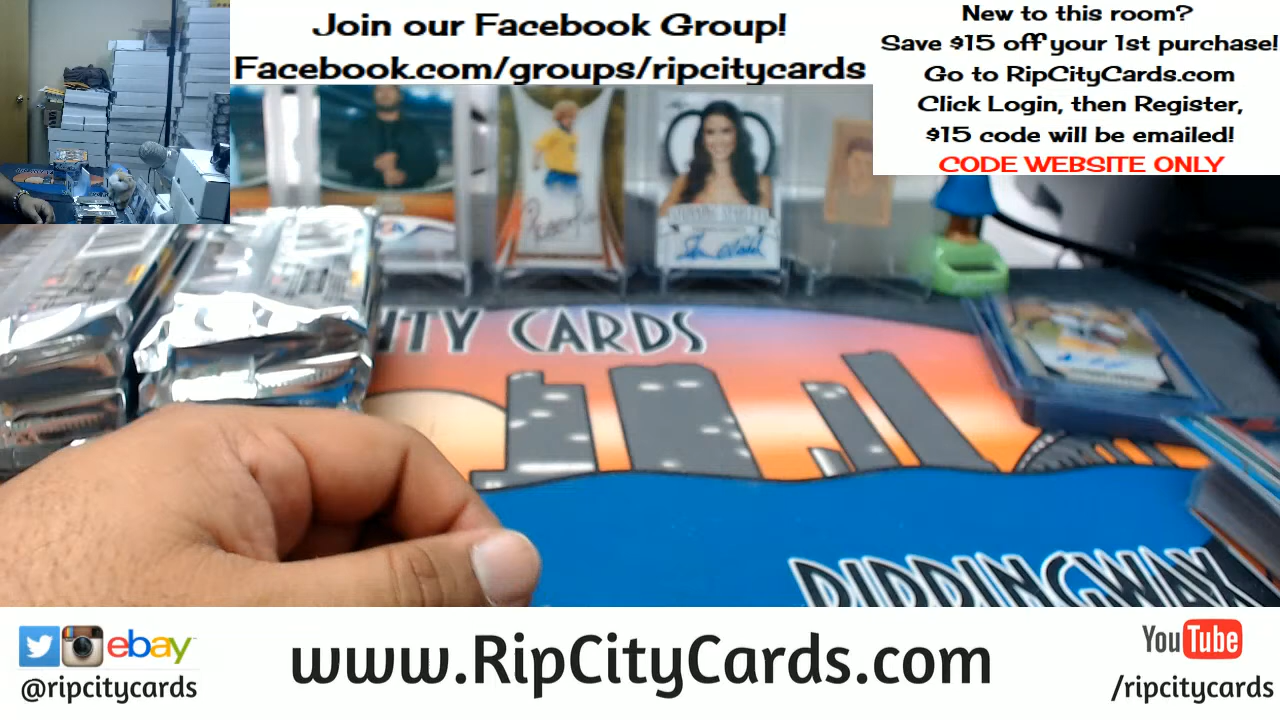 Join our Facebook Group!
Facebook.com/groups/ripcitycards
New to this room?
Save $15 off your 1st purchase!
Go to RipCityCards.com
Click Login, then Register,
$15 code will be emailed!
CODE WEBSITE ONLY
ITY CARDS
RIPPINGWAX
ebay
@ripcitycards
www.RipCityCards.com
YouTube
/ripcitycards